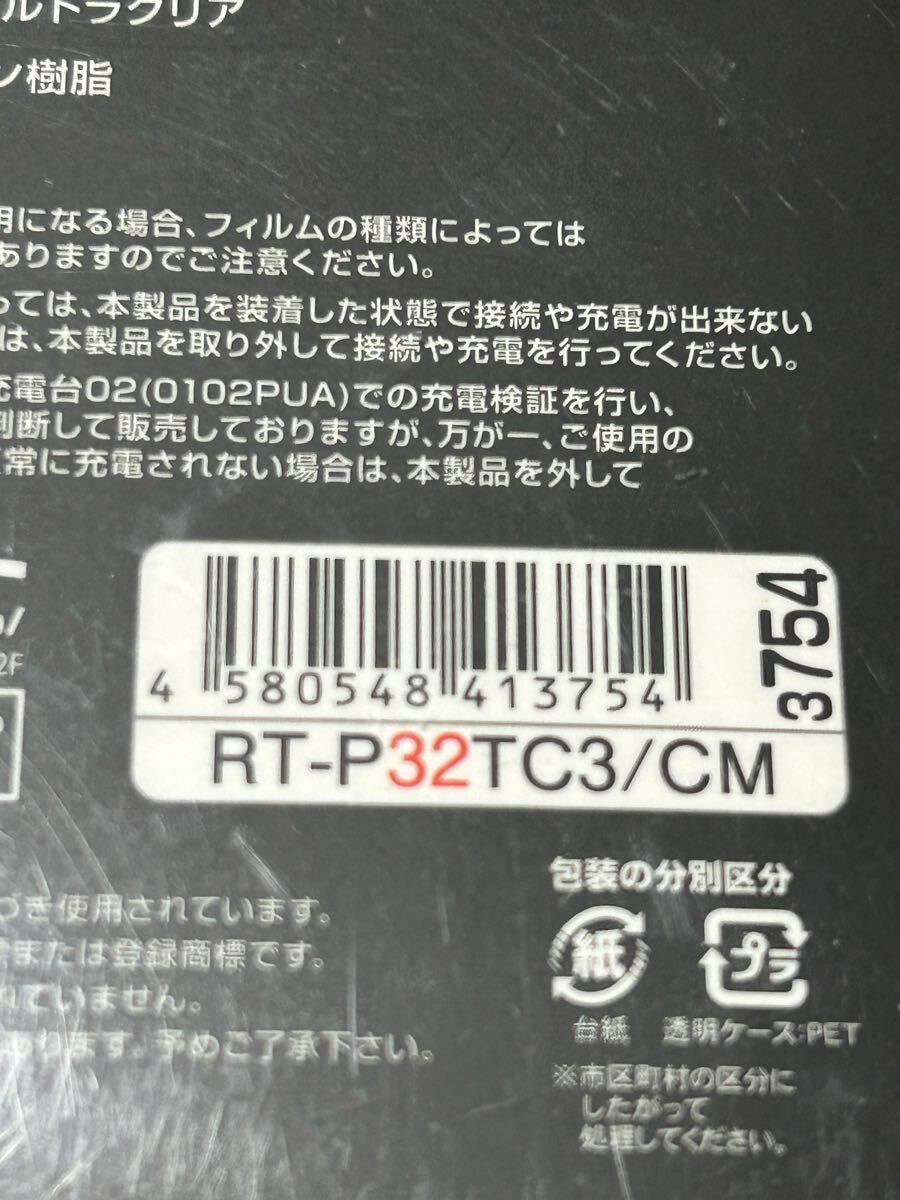 ルトラクリア
ン樹脂
用になる場合、フィルムの種類によっては
ありますのでご注意ください。
っては、本製品を装着した状態で接続や充電が出来ない
は、本製品を取り外して接続や充電を行ってください。
充電台02(0102PUA)での充電検証を行い、
判断して販売しておりますが、万が一、ご使用の
常に充電されない場合は、本製品を外して
2F
4 580548 413754
3754
RT-P32TC3/CM
包装の分別区分
紙 プラ
台紙 透明ケース:PET
※市区町村の区分に
したがって
処理してください。
づき使用されています。
または登録商標です。
れていません。
あります。予めご了承下さい。